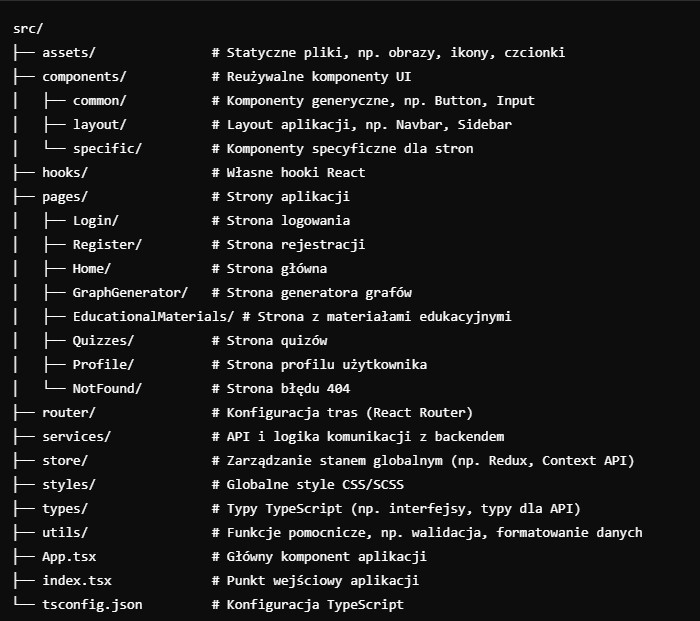 src/
├── assets/              # Statyczne pliki, np. obrazy, ikony, czcionki
├── components/          # Reużywalne komponenty UI
│   ├── common/          # Komponenty generyczne, np. Button, Input
│   ├── layout/          # Layout aplikacji, np. Navbar, Sidebar
│   └── specific/        # Komponenty specyficzne dla stron
├── hooks/               # Własne hooki React
├── pages/               # Strony aplikacji
│   ├── Login/           # Strona logowania
│   ├── Register/        # Strona rejestracji
│   ├── Home/            # Strona główna
│   ├── GraphGenerator/  # Strona generatora grafów
│   ├── EducationalMaterials/ # Strona z materiałami edukacyjnymi
│   ├── Quizzes/         # Strona quizów
│   ├── Profile/         # Strona profilu użytkownika
│   └── NotFound/        # Strona błędu 404
├── router/              # Konfiguracja tras (React Router)
├── services/            # API i logika komunikacji z backendem
├── store/               # Zarządzanie stanem globalnym (np. Redux, Context API)
├── styles/              # Globalne style CSS/SCSS
├── types/               # Typy TypeScript (np. interfejsy, typy dla API)
├── utils/               # Funkcje pomocnicze, np. walidacja, formatowanie danych
├── App.tsx              # Główny komponent aplikacji
├── index.tsx            # Punkt wejściowy aplikacji
└── tsconfig.json        # Konfiguracja TypeScript